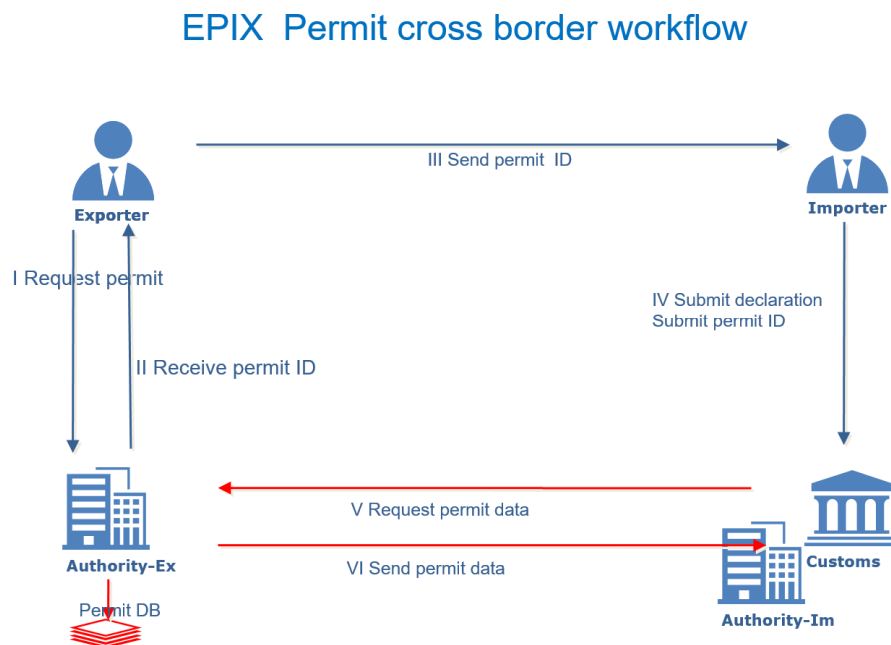 EPIX  Permit cross border workflow
III Send permit  ID
Exporter
Importer
I Request permit
IV Submit declaration
Submit permit ID
II Receive permit ID
V Request permit data
VI Send permit data
Authority-Ex
Customs
Permit DB
Authority-Im